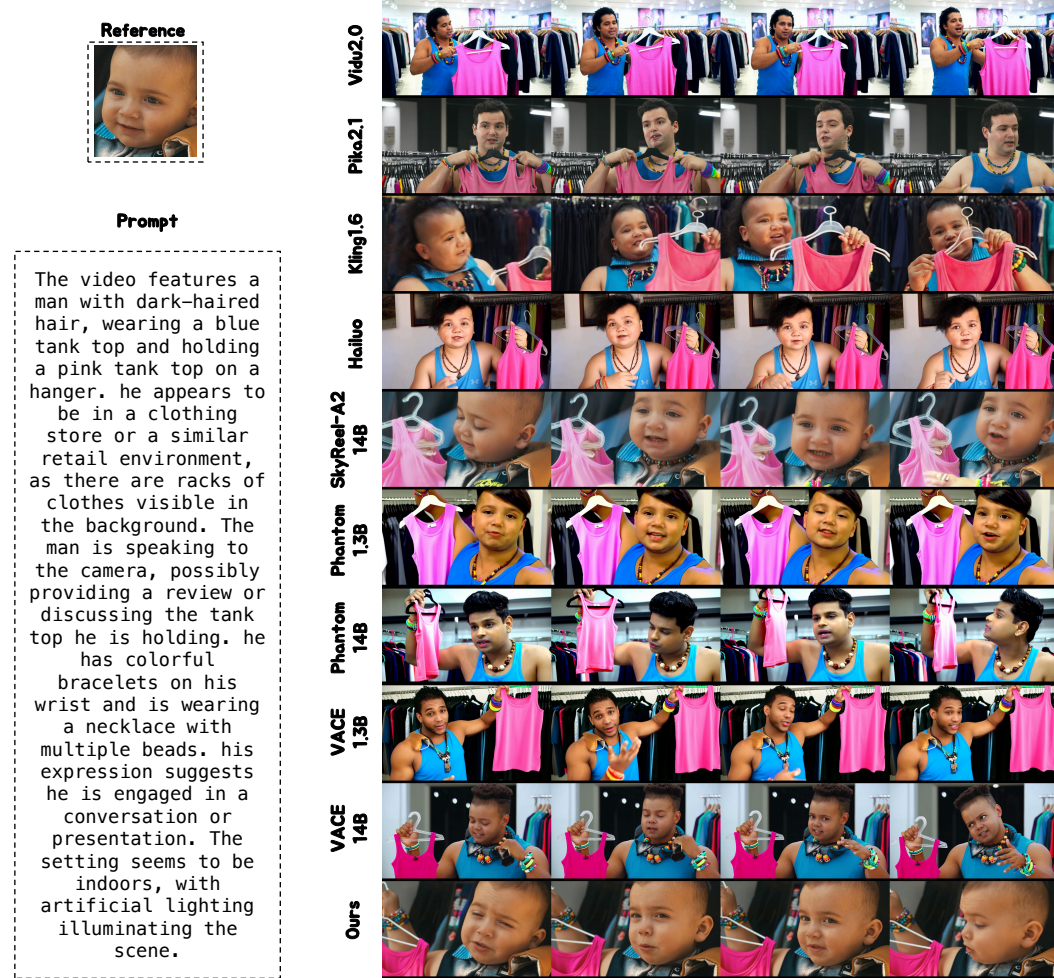 Reference
Prompt
The video features a
man with dark-haired
hair, wearing a blue
tank top and holding
a pink tank top on a
hanger. he appears to
be in a clothing
store or a similar
retail environment,
as there are racks of
clothes visible in
the background. The
man is speaking to
the camera, possibly
providing a review or
discussing the tank
top he is holding. he
has colorful
bracelets on his
wrist and is wearing
a necklace with
multiple beads. his
expression suggests
he is engaged in a
conversation or
presentation. The
setting seems to be
indoors, with
artificial lighting
illuminating the
scene.
Vidu2.0
Pika2.1
Kling1.6
Hailuo
SkyReel-A2
14B
Phantom
1.3B
Phantom
14B
VACE
1.3B
VACE
14B
Ours